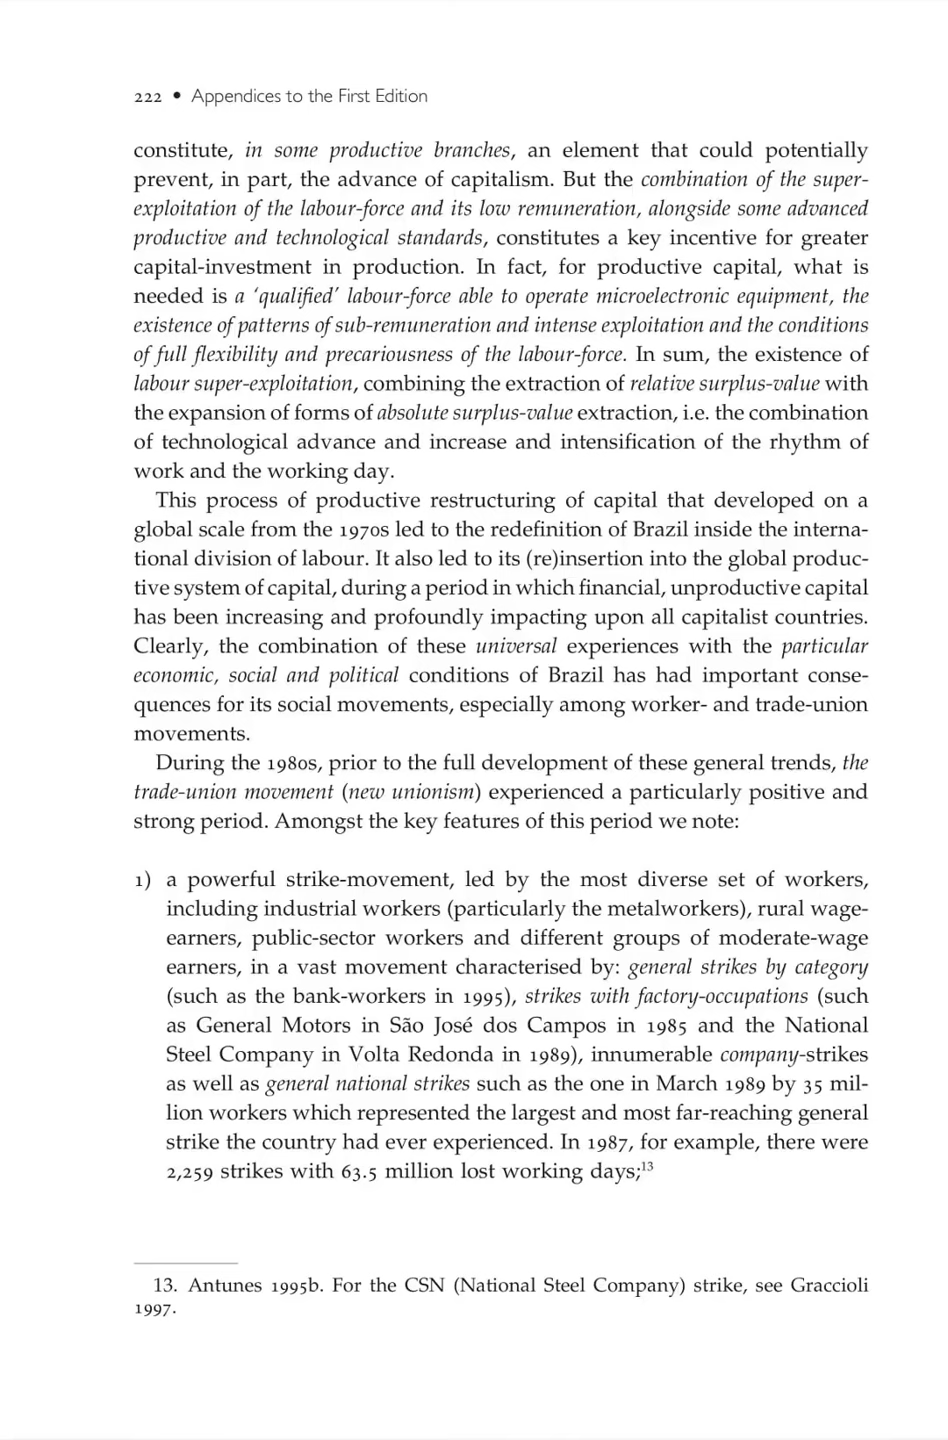 222 • Appendices to the First Edition
constitute, in some productive branches, an element that could potentially
prevent, in part, the advance of capitalism. But the combination of the super-
exploitation of the labour-force and its low remuneration, alongside some advanced
productive and technological standards, constitutes a key incentive for greater
capital-investment in production. In fact, for productive capital, what is
needed is a ‘qualified’ labour-force able to operate microelectronic equipment, the
existence of patterns of sub-remuneration and intense exploitation and the conditions
of full flexibility and precariousness of the labour-force. In sum, the existence of
labour super-exploitation, combining the extraction of relative surplus-value with
the expansion of forms of absolute surplus-value extraction, i.e. the combination
of technological advance and increase and intensification of the rhythm of
work and the working day.
This process of productive restructuring of capital that developed on a
global scale from the 1970s led to the redefinition of Brazil inside the interna-
tional division of labour. It also led to its (re)insertion into the global produc-
tive system of capital, during a period in which financial, unproductive capital
has been increasing and profoundly impacting upon all capitalist countries.
Clearly, the combination of these universal experiences with the particular
economic, social and political conditions of Brazil has had important conse-
quences for its social movements, especially among worker- and trade-union
movements.
During the 1980s, prior to the full development of these general trends, the
trade-union movement (new unionism) experienced a particularly positive and
strong period. Amongst the key features of this period we note:
1) a powerful strike-movement, led by the most diverse set of workers,
including industrial workers (particularly the metalworkers), rural wage-
earners, public-sector workers and different groups of moderate-wage
earners, in a vast movement characterised by: general strikes by category
(such as the bank-workers in 1995), strikes with factory-occupations (such
as General Motors in São José dos Campos in 1985 and the National
Steel Company in Volta Redonda in 1989), innumerable company-strikes
as well as general national strikes such as the one in March 1989 by 35 mil-
lion workers which represented the largest and most far-reaching general
strike the country had ever experienced. In 1987, for example, there were
2,259 strikes with 63.5 million lost working days;13
13. Antunes 1995b. For the CSN (National Steel Company) strike, see Graccioli
1997.